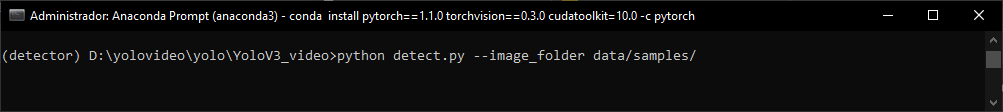 Administrador: Anaconda Prompt (anaconda3) - conda  install pytorch==1.1.0 torchvision==0.3.0 cudatoolkit=10.0 -c pytorch
(detector) D:\yolovideo\yolo\YoloV3_video>python detect.py --image_folder data/samples/